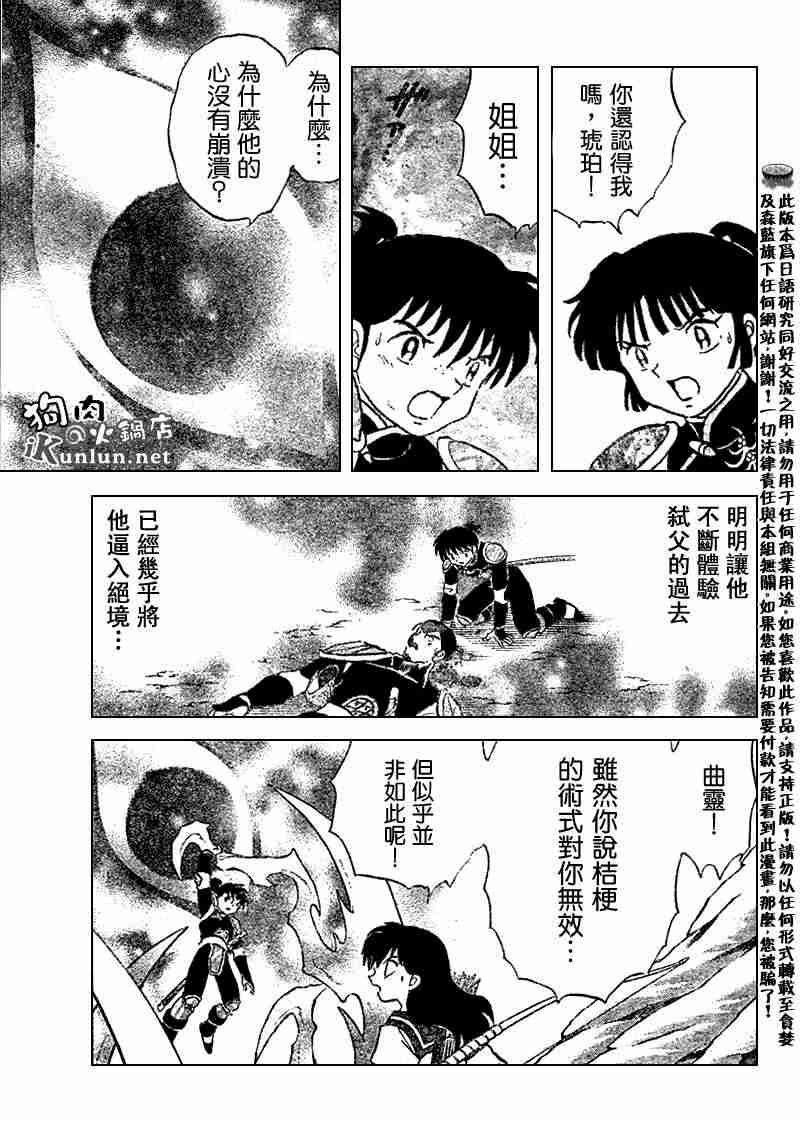 你還認得我
嗎，琥珀！
姐姐…
為什麼…
為什麼他的
心沒有崩潰？
狗肉
の火鍋店
iKunlun.net
明明讓他
不斷體驗
弒父的過去
已經幾乎將
他逼入絕境…
曲靈！
雖然你說桔梗
的術式對你無效…
但似乎並
非如此呢！
此版本爲日語研究同好交流之用，請勿用于任何商業用途。如您喜歡此作品，請支持正版！請勿以任何形式轉載至貪婪
及森藍旗下任何網站，謝謝！一切法律責任與本組無關。如果您被告知需要付款才能看到此漫畫，那麼，您被騙了！